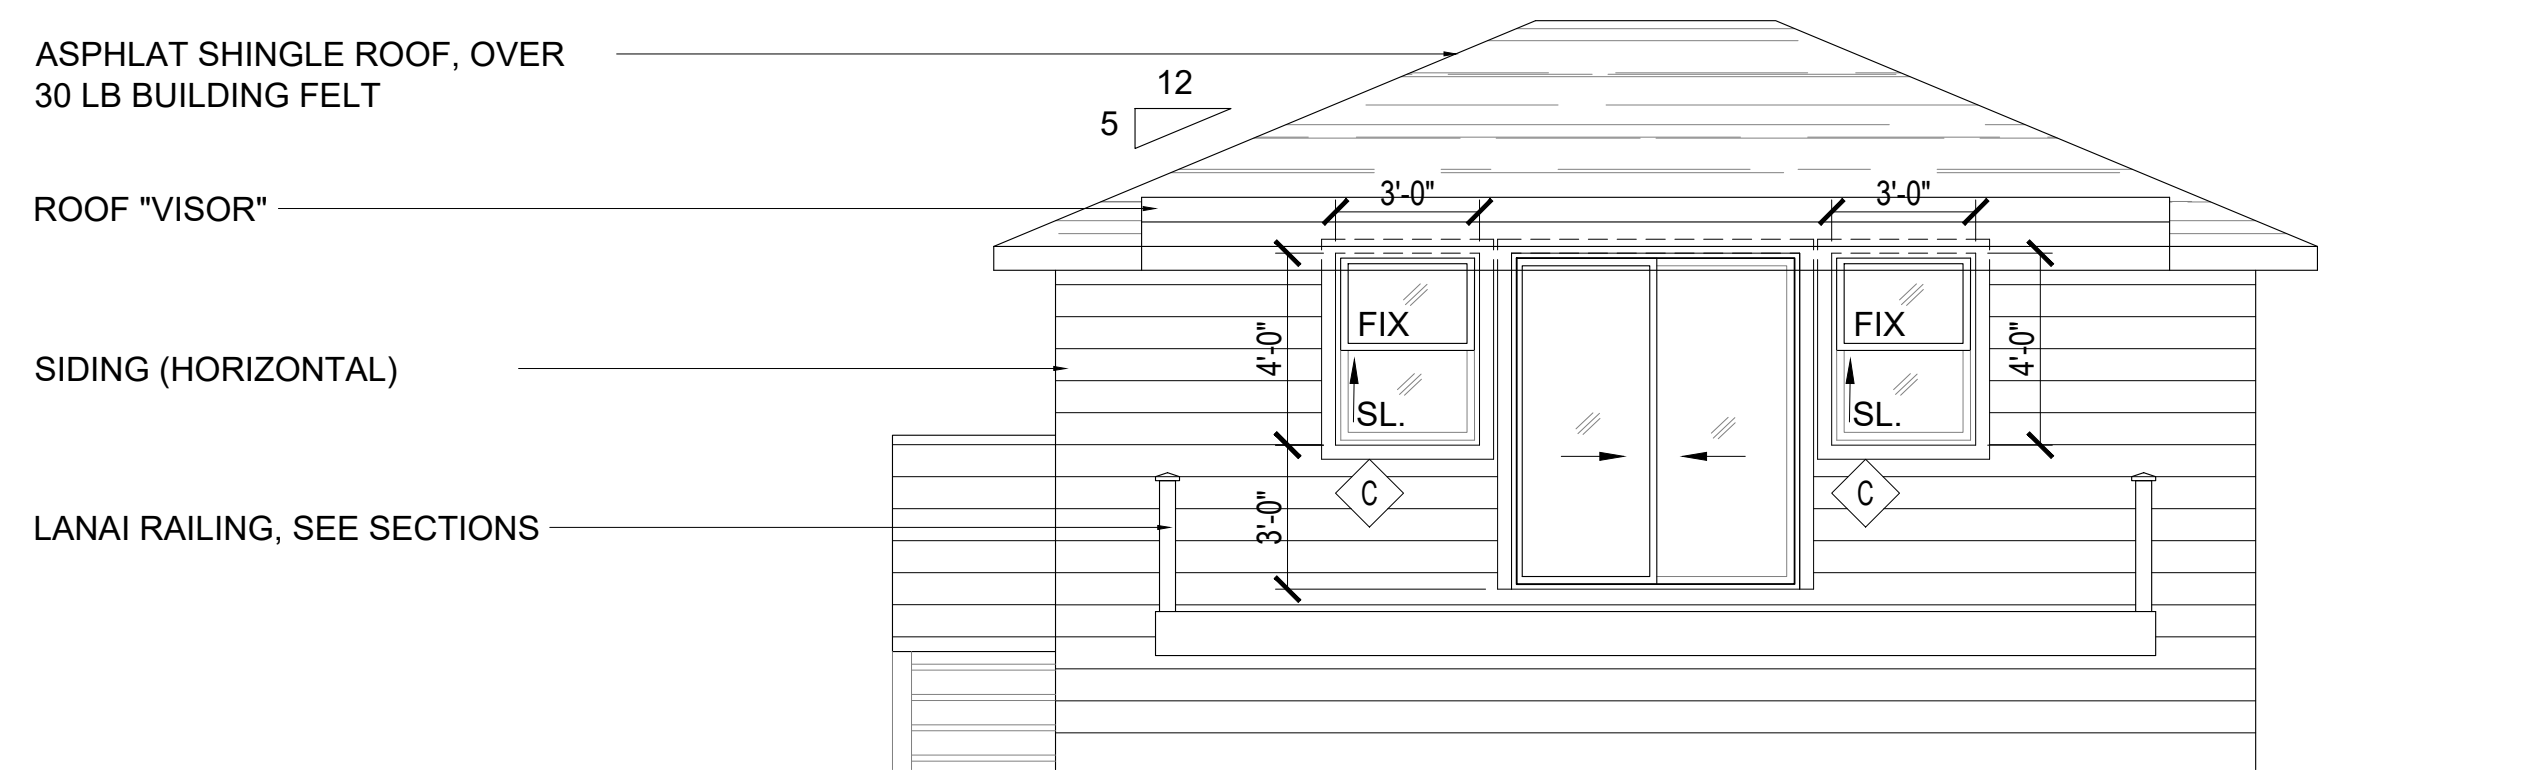 ASPHLAT SHINGLE ROOF, OVER
30 LB BUILDING FELT
12
5
ROOF "VISOR"
3'-0"
3'-0"
FIX
FIX
4'-0"
4'-0"
SIDING (HORIZONTAL)
SL.
SL.
C
C
3'-0"
LANAI RAILING, SEE SECTIONS